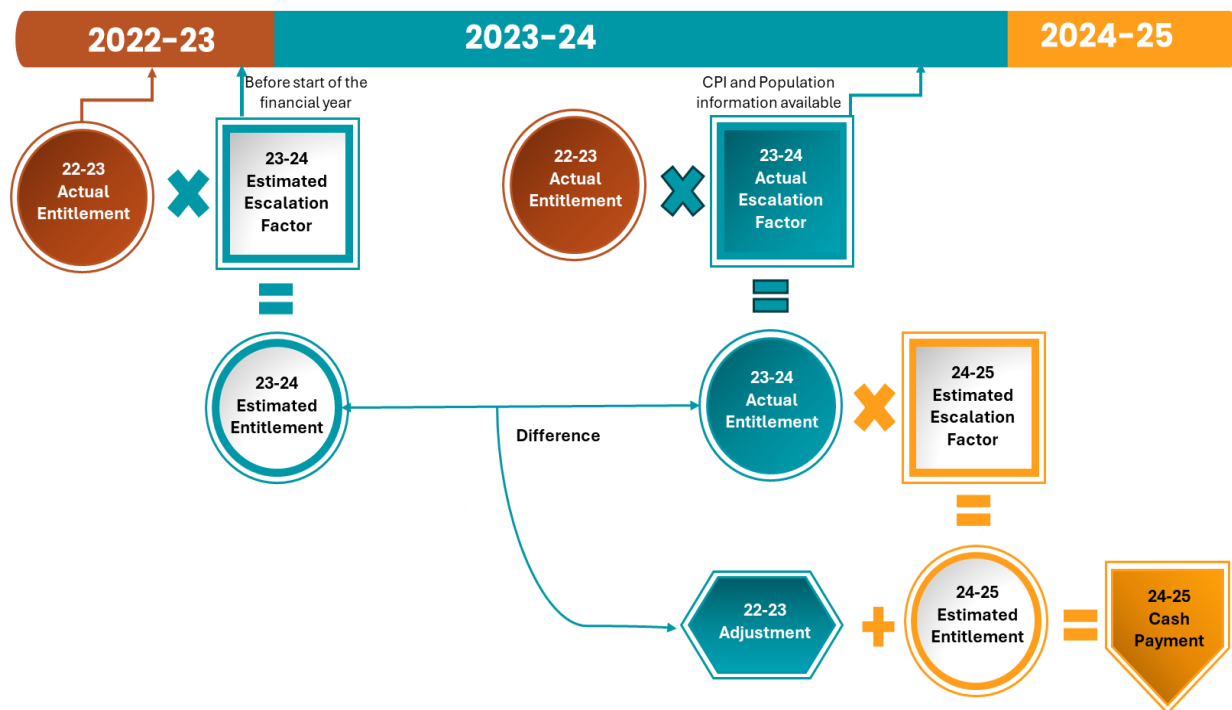 2022-23
2023-24
2024-25
Before start of the
financial year
CPI and Population
information available
22-23
Actual
Entitlement
23-24
Estimated
Escalation
Factor
22-23
Actual
Entitlement
23-24
Actual
Escalation
Factor
23-24
Estimated
Entitlement
Difference
23-24
Actual
Entitlement
24-25
Estimated
Escalation
Factor
22-23
Adjustment
24-25
Estimated
Entitlement
24-25
Cash
Payment